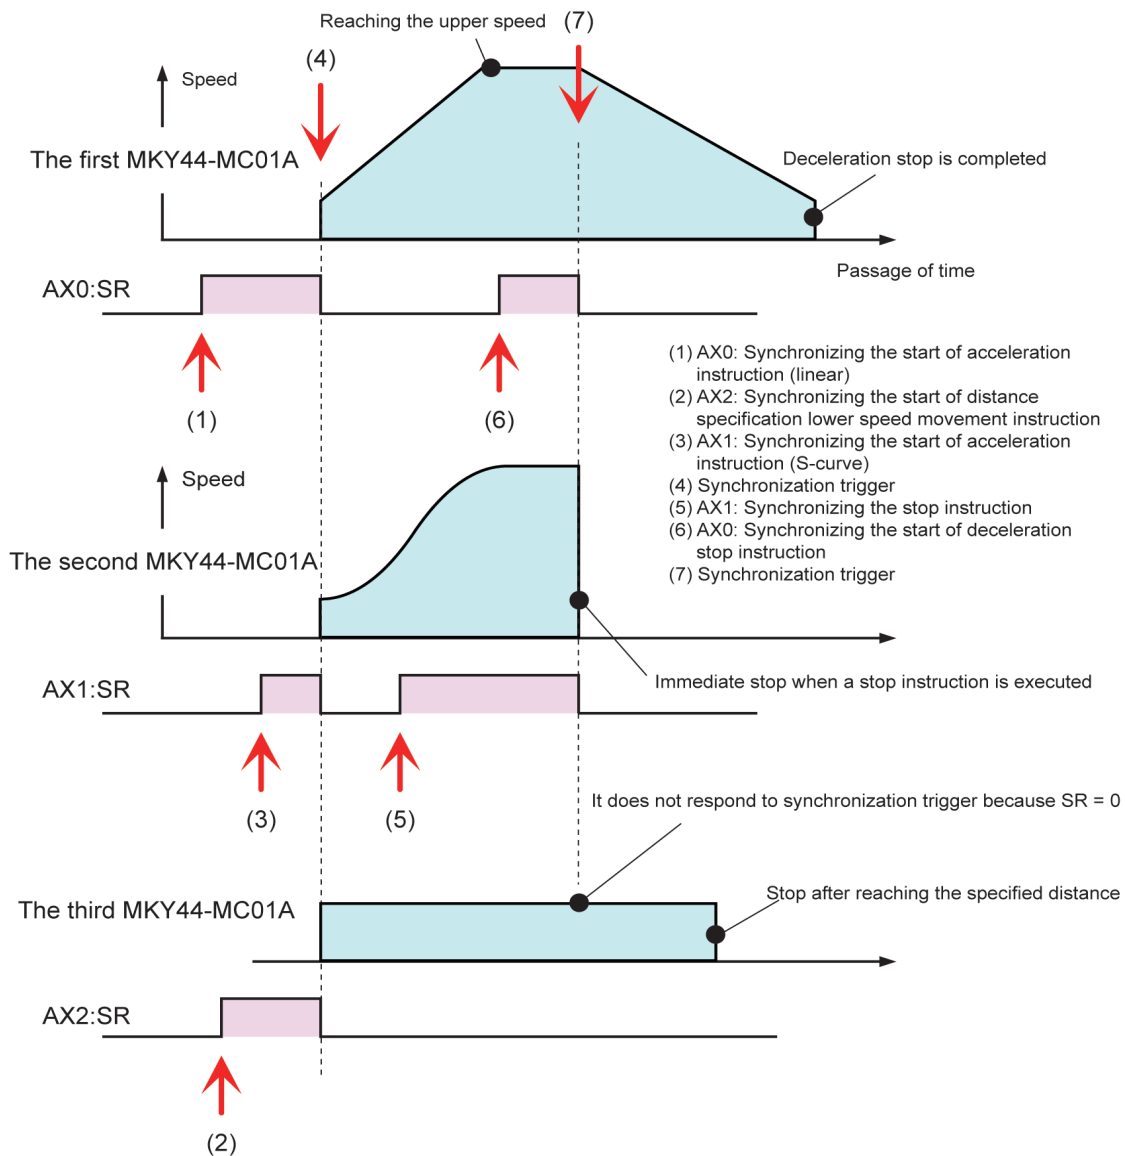 Reaching the upper speed
(7)
(4)
Speed
The first MKY44-MC01A
Deceleration stop is completed
Passage of time
AX0:SR
(1)
(6)
(1) AX0: Synchronizing the start of acceleration
instruction (linear)
(2) AX2: Synchronizing the start of distance
specification lower speed movement instruction
(3) AX1: Synchronizing the start of acceleration
instruction (S-curve)
(4) Synchronization trigger
(5) AX1: Synchronizing the stop instruction
(6) AX0: Synchronizing the start of deceleration
stop instruction
(7) Synchronization trigger
Speed
The second MKY44-MC01A
Immediate stop when a stop instruction is executed
AX1:SR
(3)
(5)
It does not respond to synchronization trigger because SR = 0
Stop after reaching the specified distance
The third MKY44-MC01A
AX2:SR
(2)